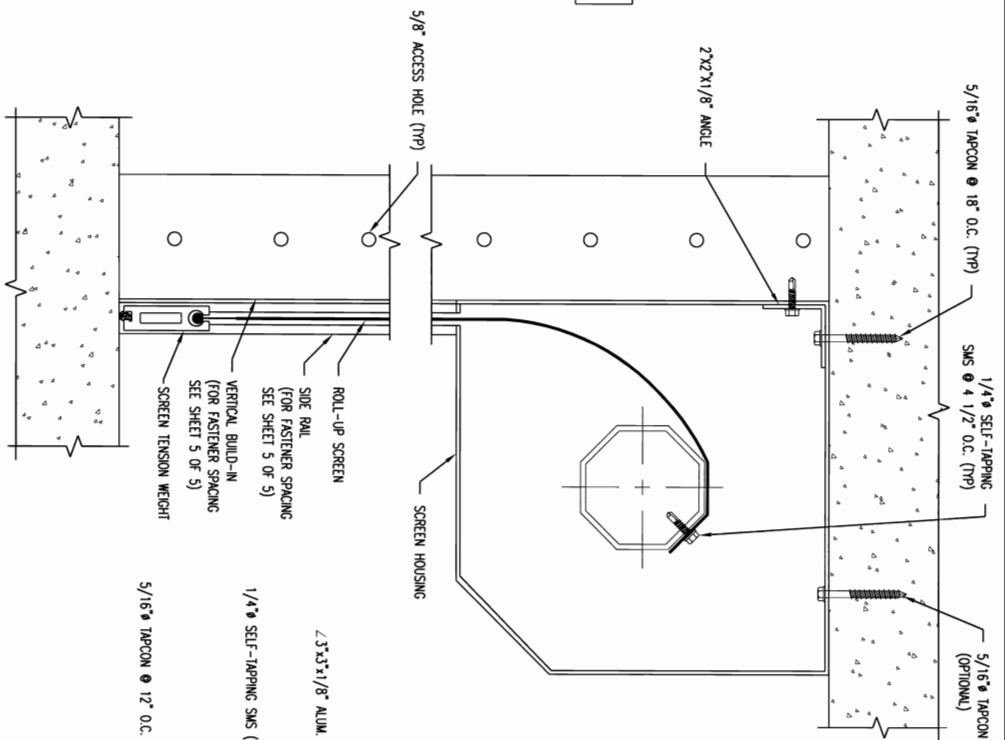 5/16"ø TAPCON @ 18" O.C. (TYP)
1/4"ø SELF-TAPPING
SMS @ 4 1/2" O.C. (TYP)
5/16"ø TAPCON
(OPTIONAL)
2"X2"X1/8" ANGLE
5/8" ACCESS HOLE (TYP)
SCREEN HOUSING
ROLL-UP SCREEN
SIDE RAIL
(FOR FASTENER SPACING
SEE SHEET 5 OF 5)
VERTICAL BUILD-IN
(FOR FASTENER SPACING
SEE SHEET 5 OF 5)
SCREEN TENSION WEIGHT
∠3"x3"x1/8" ALUM.
1/4"ø SELF-TAPPING SMS (
5/16"ø TAPCON @ 12" O.C.